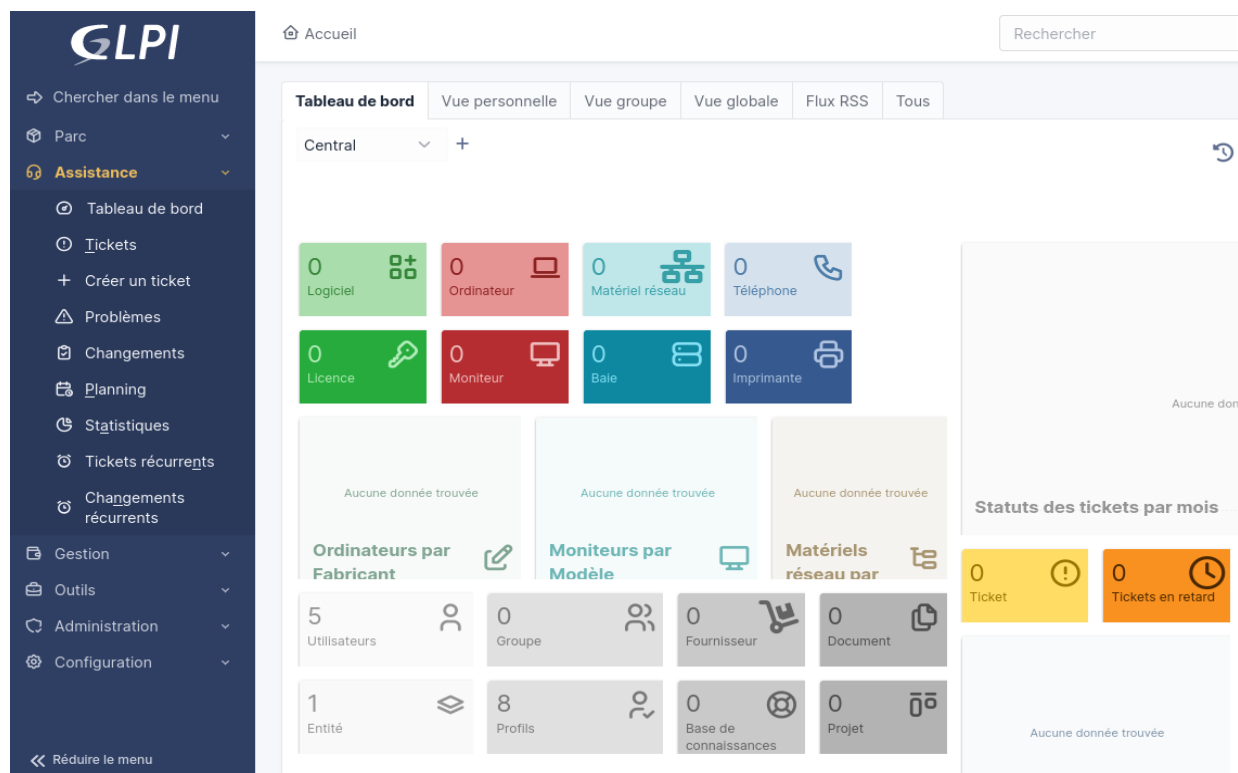 GLPI
Accueil
Rechercher
Chercher dans le menu
Parc
Assistance
Tableau de bord
Tickets
Créer un ticket
Problèmes
Changements
Planning
Statistiques
Tickets récurrents
Changements
récurrents
Gestion
Outils
Administration
Configuration
Réduire le menu
Tableau de bord
Vue personnelle
Vue groupe
Vue globale
Flux RSS
Tous
Central
0
Logiciel
0
Ordinateur
0
Matériel réseau
0
Téléphone
0
Licence
0
Moniteur
0
Baie
0
Imprimante
Aucune donnée trouvée
Ordinateurs par
Fabricant
Aucune donnée trouvée
Moniteurs par
Modèle
Aucune donnée trouvée
Matériels
réseau par
5
Utilisateurs
0
Groupe
0
Fournisseur
0
Document
1
Entité
8
Profils
0
Base de
connaissances
0
Projet
Aucune don
Statuts des tickets par mois
0
Ticket
0
Tickets en retard
Aucune donnée trouvée